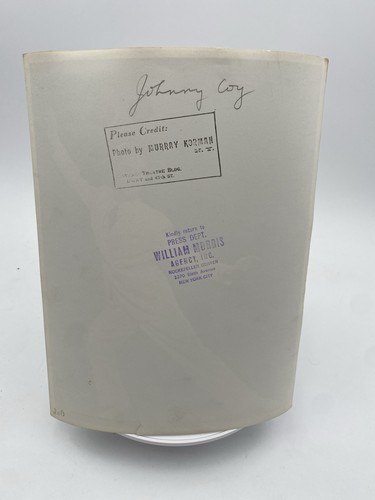 Johnny Coy
Please Credit:
Photo by MURRAY KORMAN
N. Y.
Kindly return to
PRESS DEPT.
WILLIAM MORRIS
AGENCY, INC.
ROCKEFELLER CENTER
NEW YORK CITY